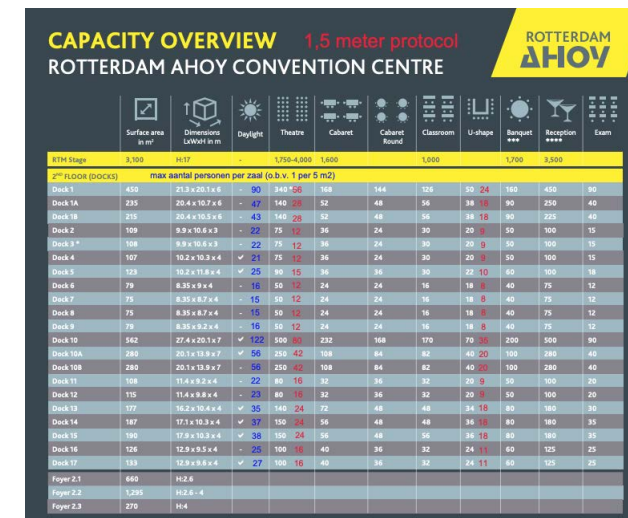 CAPACITY OVERVIEW 1,5 meter protocol
ROTTERDAM AHOY CONVENTION CENTRE
ROTTERDAM
AHOY
Surface area in m² Dimensions LxWxH in m Daylight Theatre Cabaret Cabaret Round Classroom U-shape Banquet *** Reception **** Exam
RTM Stage 3,100 H:17 - 1,750-4,000 1,600 1,000 1,700 3,500
2ND FLOOR (DOCKS) max aantal personen per zaal (o.b.v. 1 per 5 m2)
Dock 1 450 21.3 x 20.1 x 6 - 90 340 *56 168 144 126 50 24 160 450 90
Dock 1A 235 20.4 x 10.7 x 6 - 47 140 28 52 48 56 38 18 90 250 40
Dock 1B 215 20.4 x 10.5 x 6 - 43 140 28 52 48 56 38 18 90 225 40
Dock 2 109 9.9 x 10.6 x 3 - 22 75 12 36 24 30 20 9 50 100 15
Dock 3 * 108 9.9 x 10.6 x 3 - 22 75 12 36 24 30 20 9 50 100 15
Dock 4 107 10.2 x 10.3 x 4 ✓ 21 75 12 36 24 30 20 9 50 100 15
Dock 5 123 10.2 x 11.8 x 4 ✓ 25 90 15 36 36 30 22 10 60 100 18
Dock 6 79 8.35 x 9 x 4 - 16 50 12 24 24 16 18 8 40 75 12
Dock 7 75 8.35 x 8.7 x 4 - 15 50 12 24 24 16 18 8 40 75 12
Dock 8 75 8.35 x 8.7 x 4 - 15 50 12 24 24 16 18 8 40 75 12
Dock 9 79 8.35 x 9.2 x 4 - 16 50 12 24 24 16 18 8 40 75 12
Dock 10 562 27.4 x 20.1 x 7 ✓ 122 500 80 232 168 170 70 36 200 500 90
Dock 10A 280 20.1 x 13.9 x 7 ✓ 56 250 42 108 84 82 40 20 100 280 40
Dock 10B 280 20.1 x 13.9 x 7 - 56 250 42 108 84 82 40 20 100 280 40
Dock 11 108 11.4 x 9.2 x 4 - 22 80 16 32 36 32 20 9 50 100 20
Dock 12 115 11.4 x 9.8 x 4 - 23 80 16 32 36 32 20 9 50 100 20
Dock 13 177 16.2 x 10.4 x 4 ✓ 35 140 24 72 48 48 34 18 80 180 30
Dock 14 187 17.1 x 10.3 x 4 ✓ 37 150 24 56 48 48 36 18 80 180 35
Dock 15 190 17.9 x 10.3 x 4 ✓ 38 150 24 56 48 56 36 18 80 180 35
Dock 16 126 12.9 x 9.5 x 4 - 25 100 16 40 36 32 24 11 60 125 25
Dock 17 133 12.9 x 9.6 x 4 ✓ 27 100 16 40 36 32 24 11 60 125 25
Foyer 2.1 660 H:2.6
Foyer 2.2 1,295 H:2.6 - 4
Foyer 2.3 270 H:4